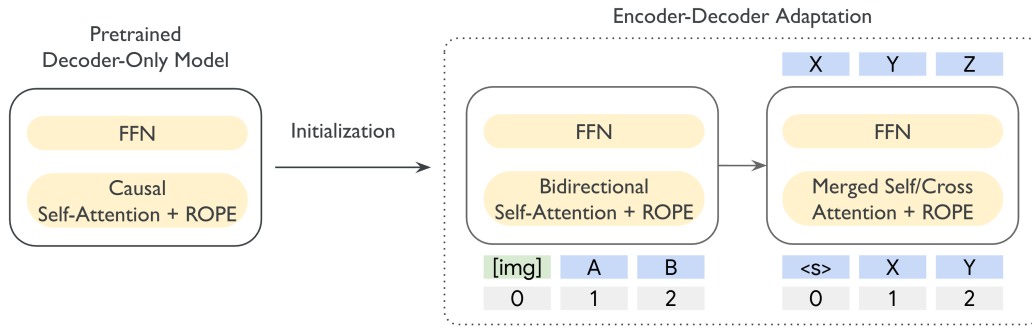 Pretrained
Decoder-Only Model
FFN
Causal
Self-Attention + ROPE
Initialization
Encoder-Decoder Adaptation
FFN
Bidirectional
Self-Attention + ROPE
[img] A B
0 1 2
X Y Z
FFN
Merged Self/Cross
Attention + ROPE
<s> X Y
0 1 2